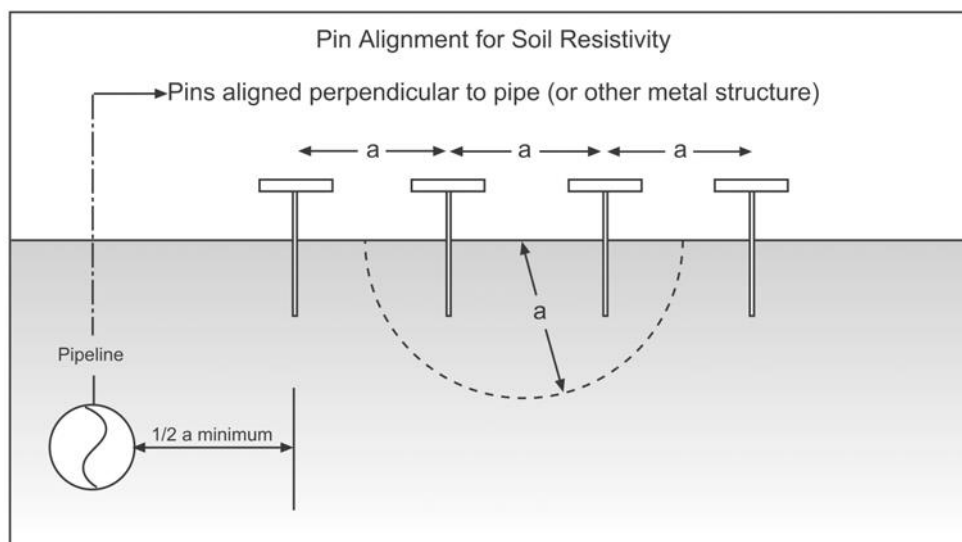 Pin Alignment for Soil Resistivity
Pins aligned perpendicular to pipe (or other metal structure)
a a a
a
Pipeline
1/2 a minimum